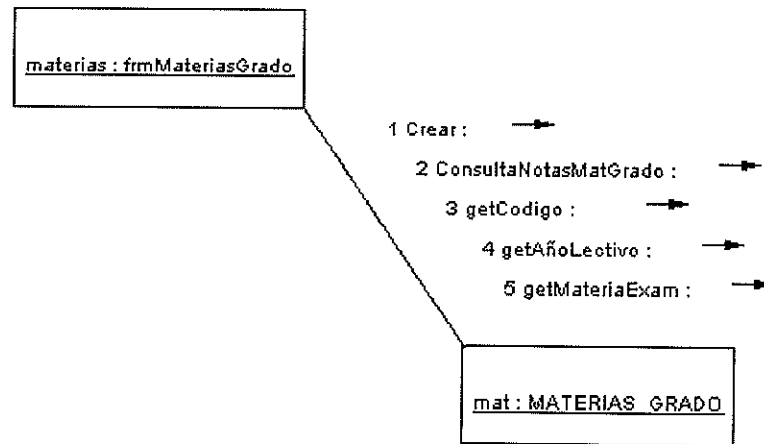 materias : frmMateriasGrado
1 Crear :
2 ConsultaNotasMatGrado :
3 getCodigo :
4 getAñoLectivo :
5 getMateriaExam :
mat : MATERIAS_GRADO